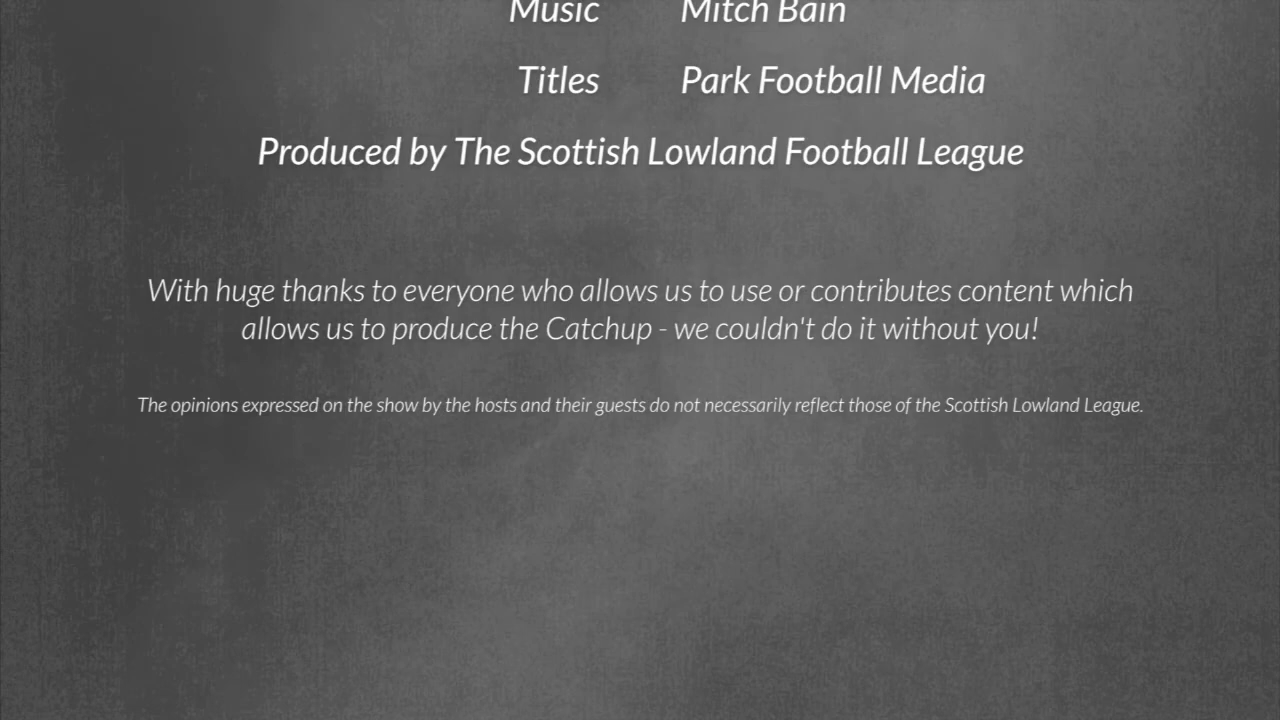 Music Mitch Bain
Titles Park Football Media
Produced by The Scottish Lowland Football League
With huge thanks to everyone who allows us to use or contributes content which
allows us to produce the Catchup - we couldn't do it without you!
The opinions expressed on the show by the hosts and their guests do not necessarily reflect those of the Scottish Lowland League.